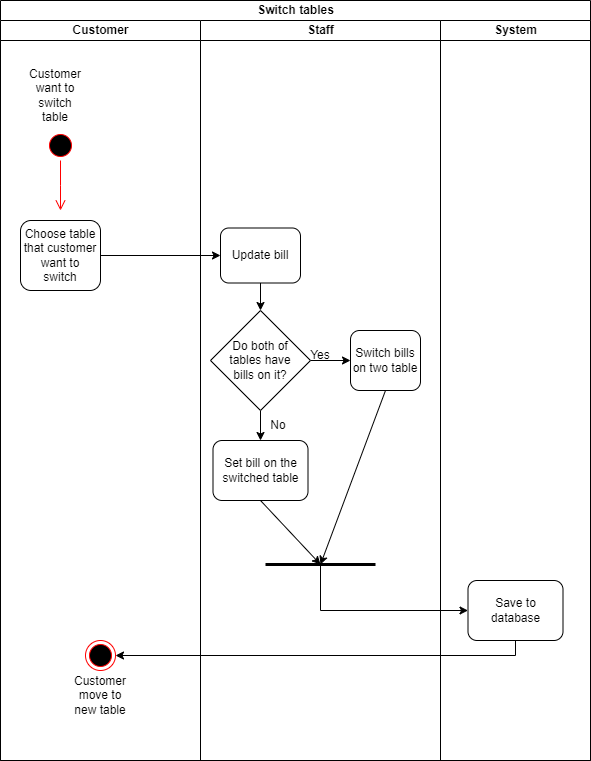 Switch tables
Customer
Staff
System
Customer
want to
switch
table
Choose table
that customer
want to
switch
Update bill
Do both of
tables have
bills on it?
Yes
Switch bills
on two table
No
Set bill on the
switched table
Save to
database
Customer
move to
new table